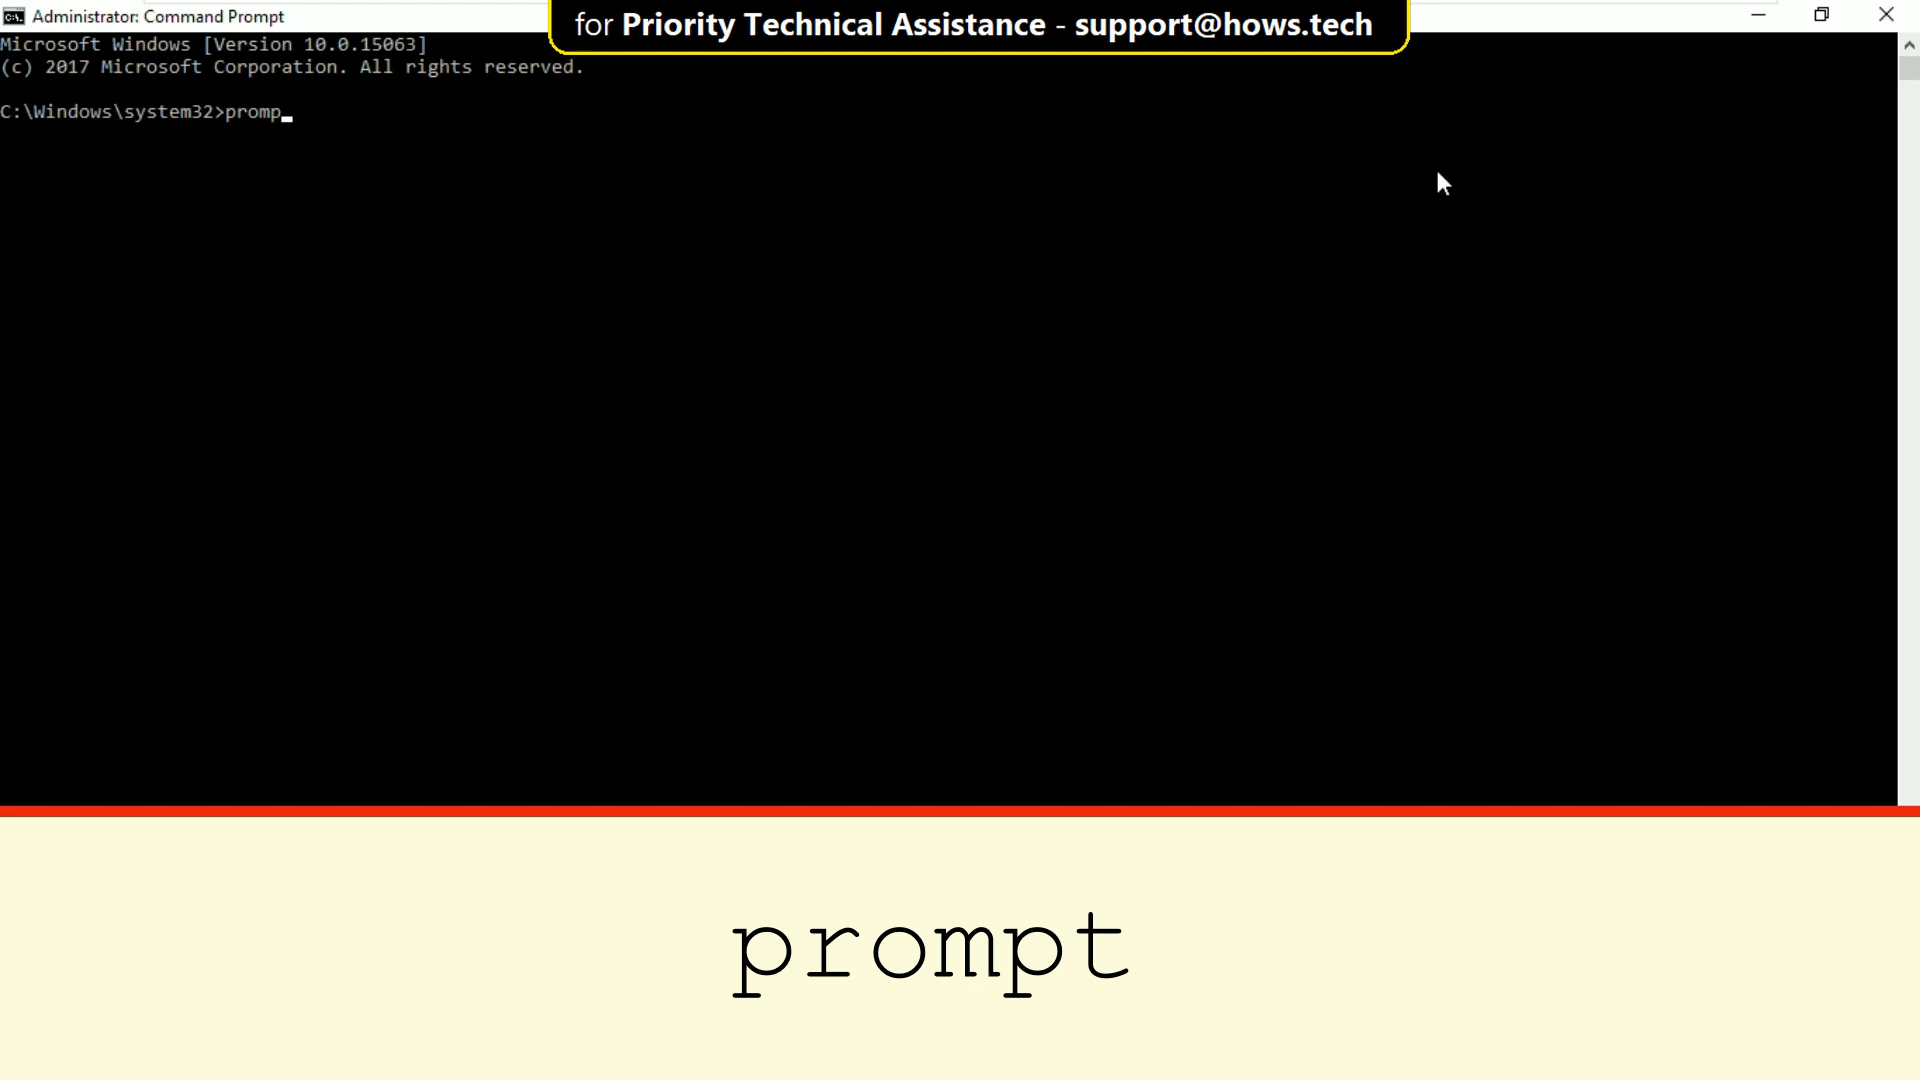 Administrator: Command Prompt
for Priority Technical Assistance - support@hows.tech
Microsoft Windows [Version 10.0.15063]
(c) 2017 Microsoft Corporation. All rights reserved.
C:\Windows\system32>promp_
prompt